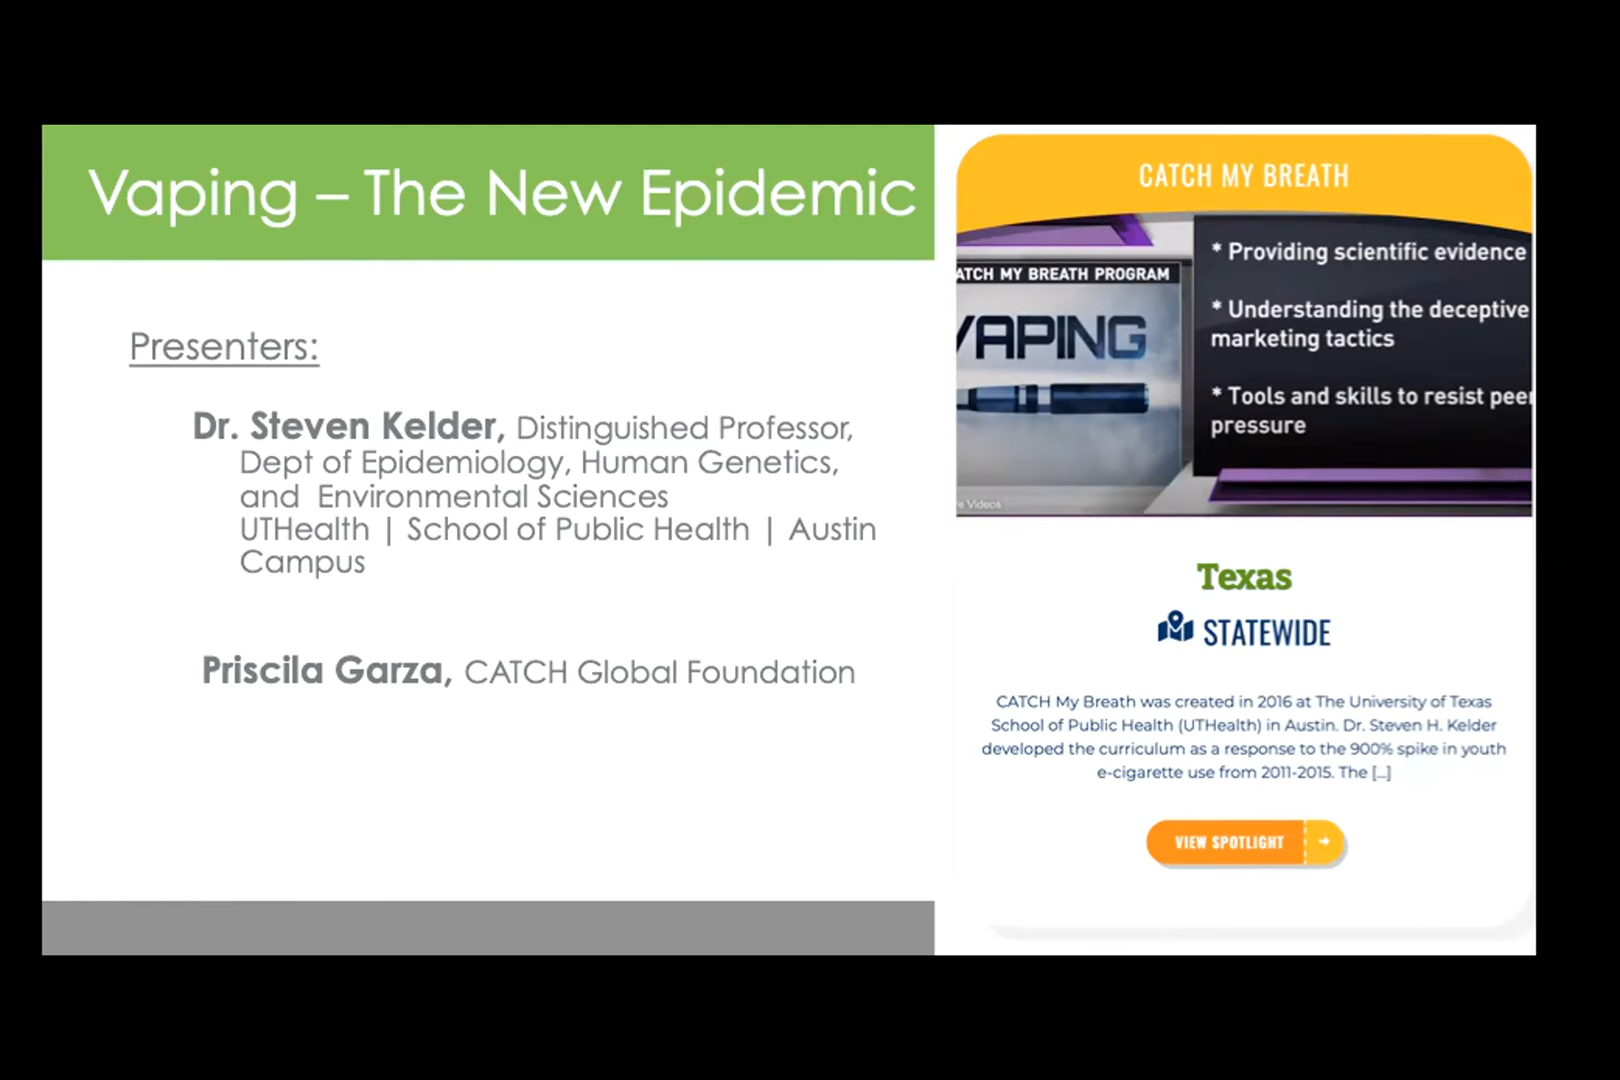 Vaping – The New Epidemic
Presenters:
Dr. Steven Kelder, Distinguished Professor,
Dept of Epidemiology, Human Genetics,
and Environmental Sciences
UTHealth | School of Public Health | Austin
Campus
Priscila Garza, CATCH Global Foundation
CATCH MY BREATH
ATCH MY BREATH PROGRAM
VAPING
* Providing scientific evidence
* Understanding the deceptive
marketing tactics
* Tools and skills to resist peer
pressure
e Videos
Texas
STATEWIDE
CATCH My Breath was created in 2016 at The University of Texas
School of Public Health (UTHealth) in Austin. Dr. Steven H. Kelder
developed the curriculum as a response to the 900% spike in youth
e-cigarette use from 2011-2015. The [...]
VIEW SPOTLIGHT